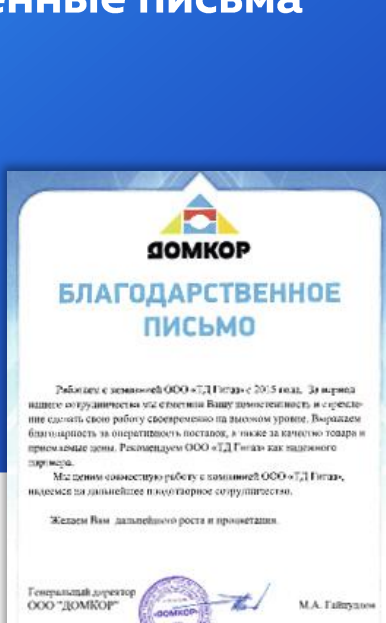 енные письма
ДОМКОР
БЛАГОДАРСТВЕННОЕ
ПИСЬМО
Работаем с компанией ООО «ТД Гигаз» с 2015 года. За период
нашего сотрудничества мы отметили Вашу компетентность и стремле-
ние сделать свою работу своевременно на высоком уровне. Выражаем
благодарность за оперативность поставок, а также за качество товара и
приемлемые цены. Рекомендуем ООО «ТД Гигаз» как надежного
партнера.
Мы ценим совместную работу с компанией ООО «ТД Гигаз»,
надеемся на дальнейшее плодотворное сотрудничество.
Желаем Вам дальнейшего роста и процветания.
Генеральный директор
ООО "ДОМКОР"
ДОМКОР
М.А.